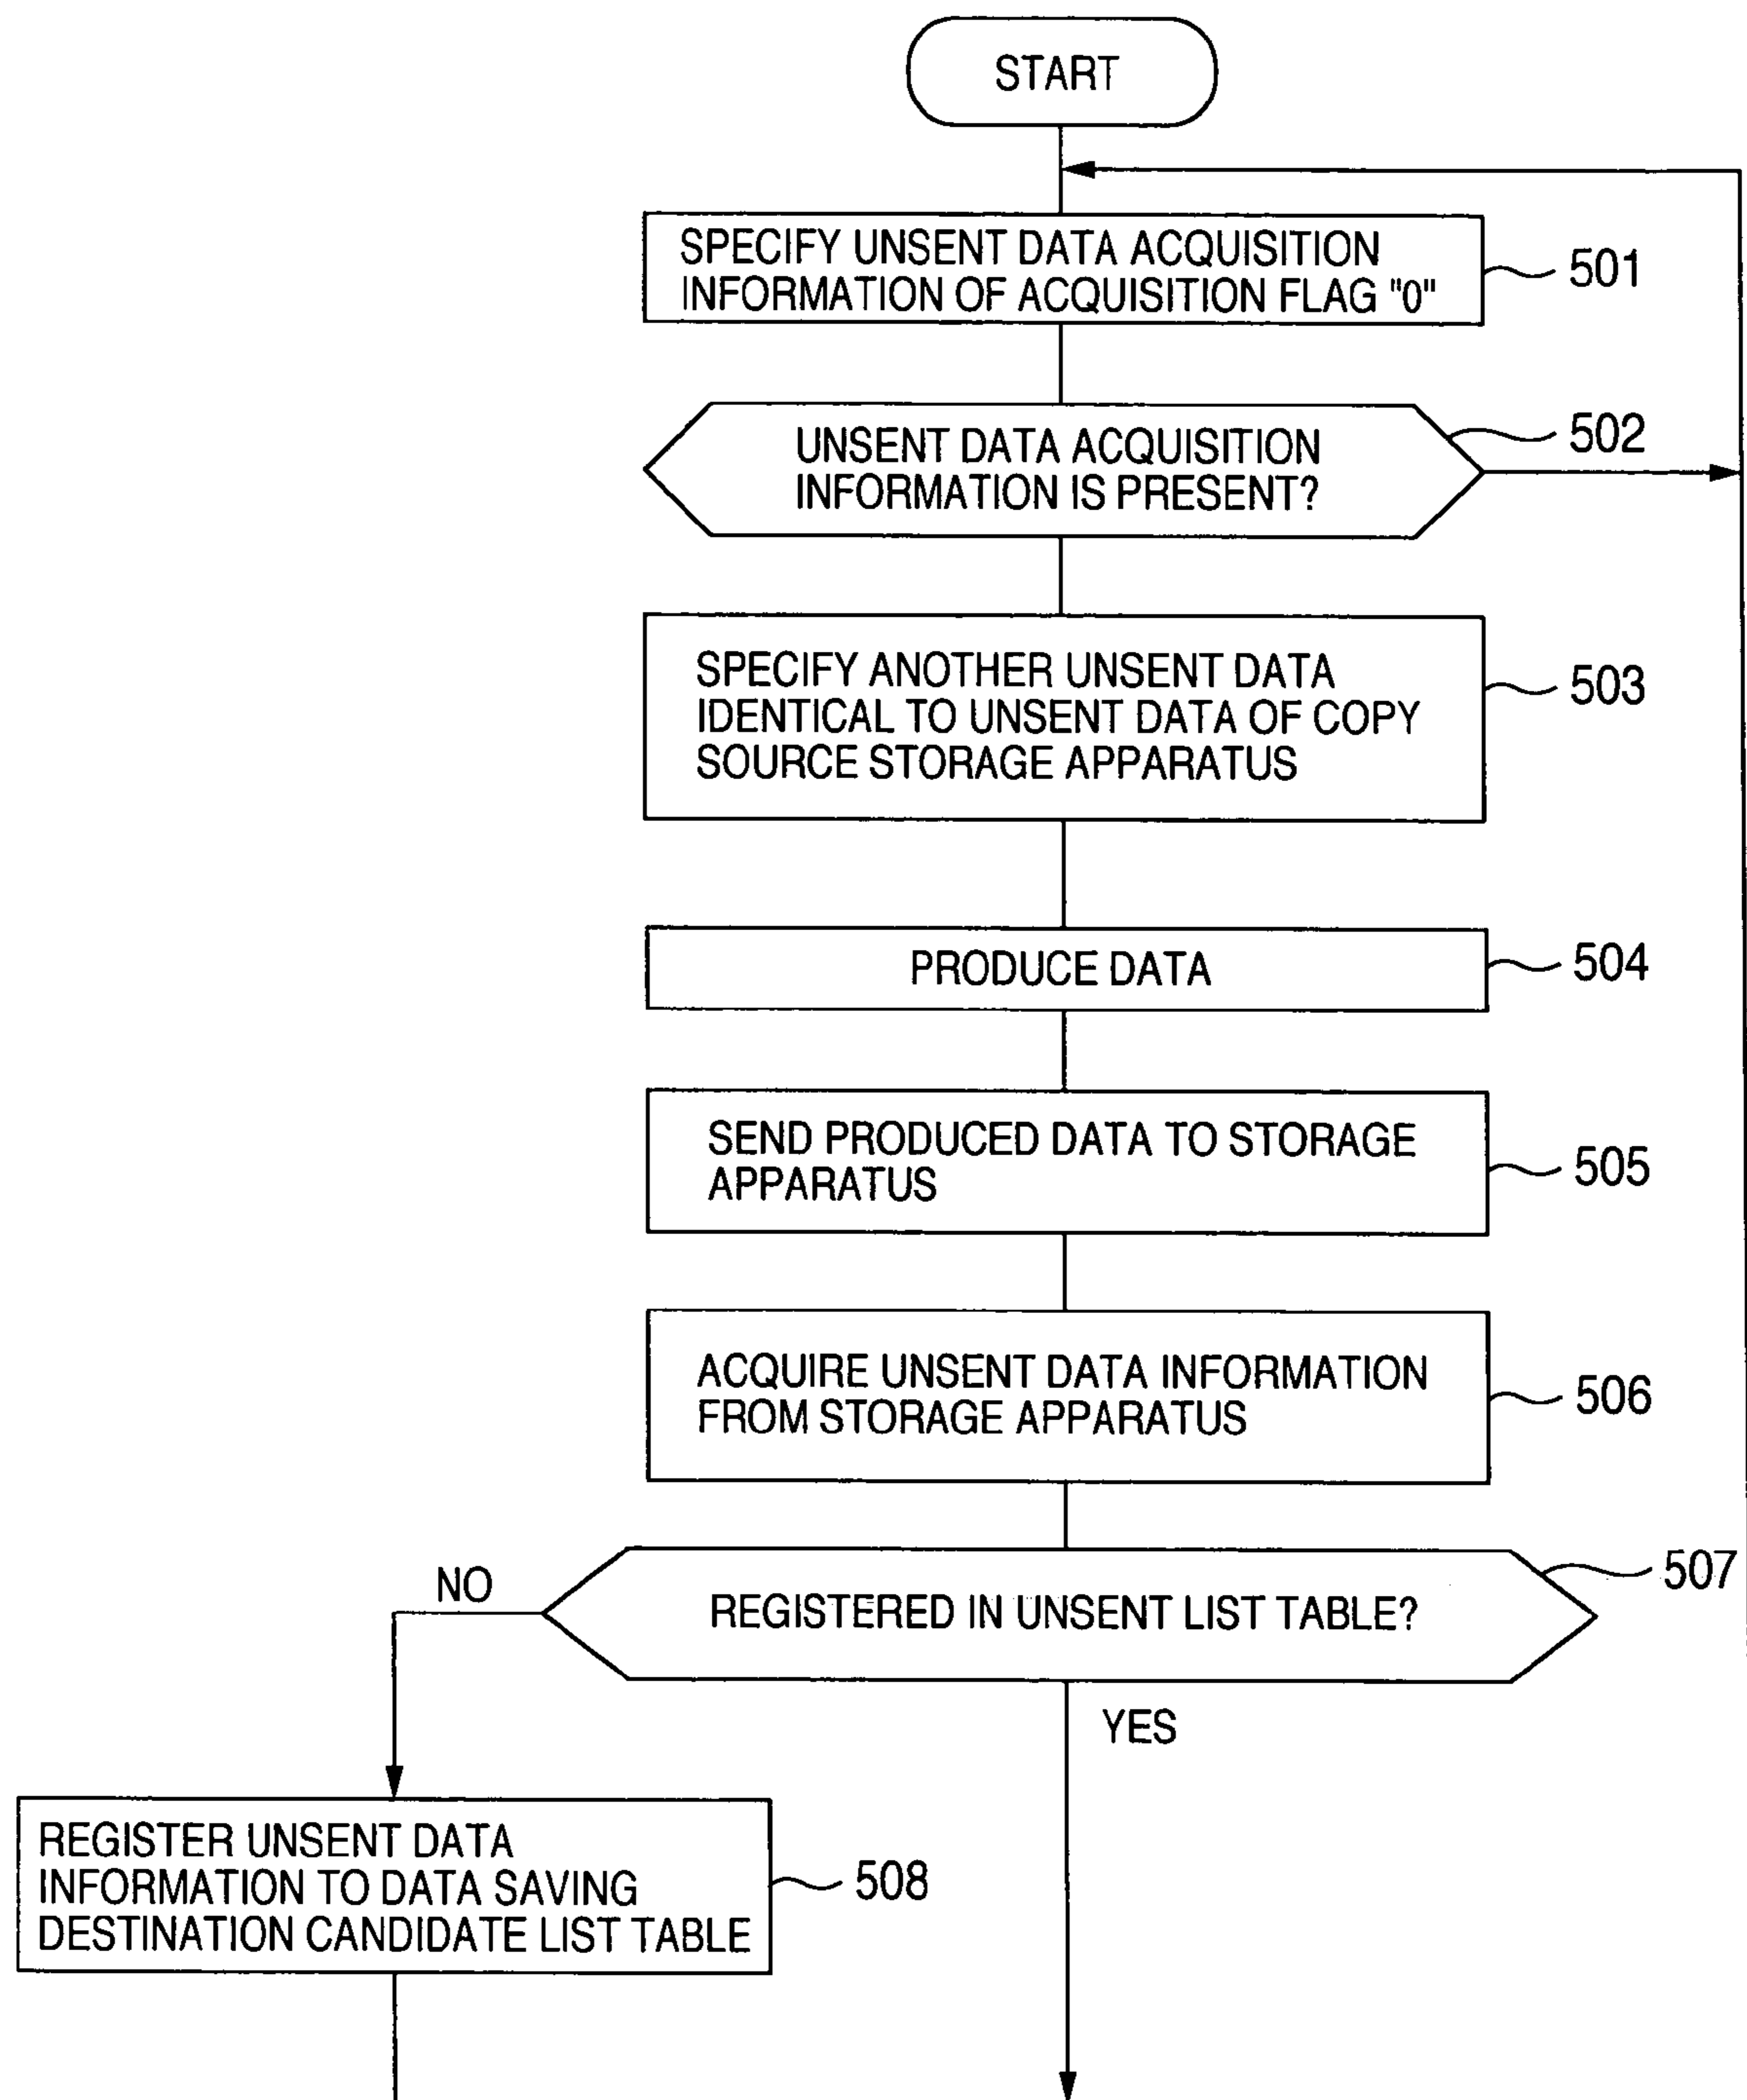 START
SPECIFY UNSENT DATA ACQUISITION
INFORMATION OF ACQUISITION FLAG "0"
501
UNSENT DATA ACQUISITION
INFORMATION IS PRESENT?
502
SPECIFY ANOTHER UNSENT DATA
IDENTICAL TO UNSENT DATA OF COPY
SOURCE STORAGE APPARATUS
503
PRODUCE DATA
504
SEND PRODUCED DATA TO STORAGE
APPARATUS
505
ACQUIRE UNSENT DATA INFORMATION
FROM STORAGE APPARATUS
506
NO
REGISTERED IN UNSENT LIST TABLE?
507
YES
REGISTER UNSENT DATA
INFORMATION TO DATA SAVING
DESTINATION CANDIDATE LIST TABLE
508